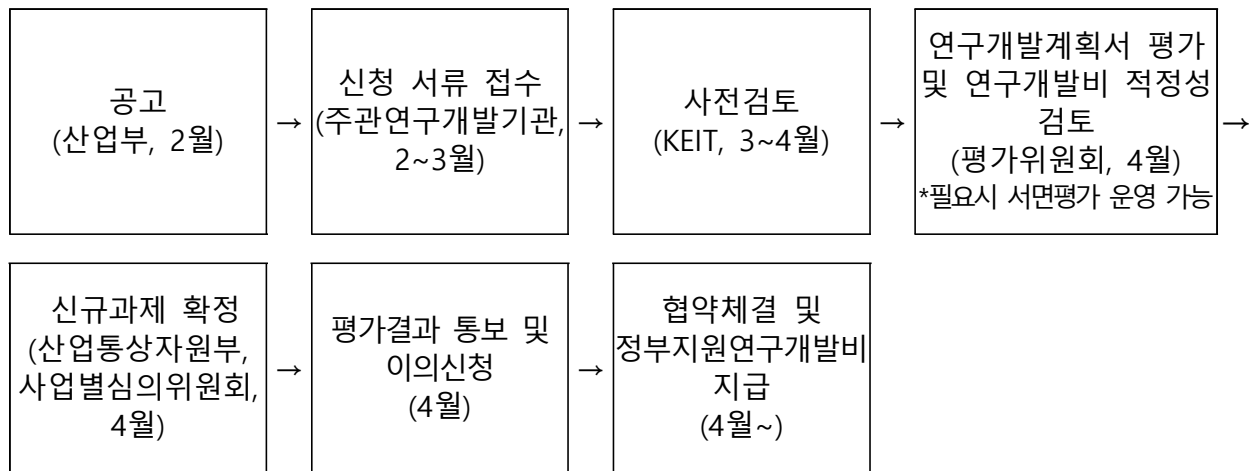 공고
(산업부, 2월)
→
신청 서류 접수
(주관연구개발기관,
2~3월)
→
사전검토
(KEIT, 3~4월)
→
연구개발계획서 평가
및 연구개발비 적정성
검토
(평가위원회, 4월)
*필요시 서면평가 운영 가능
→
신규과제 확정
(산업통상자원부,
사업별심의위원회,
4월)
→
평가결과 통보 및
이의신청
(4월)
→
협약체결 및
정부지원연구개발비
지급
(4월~)